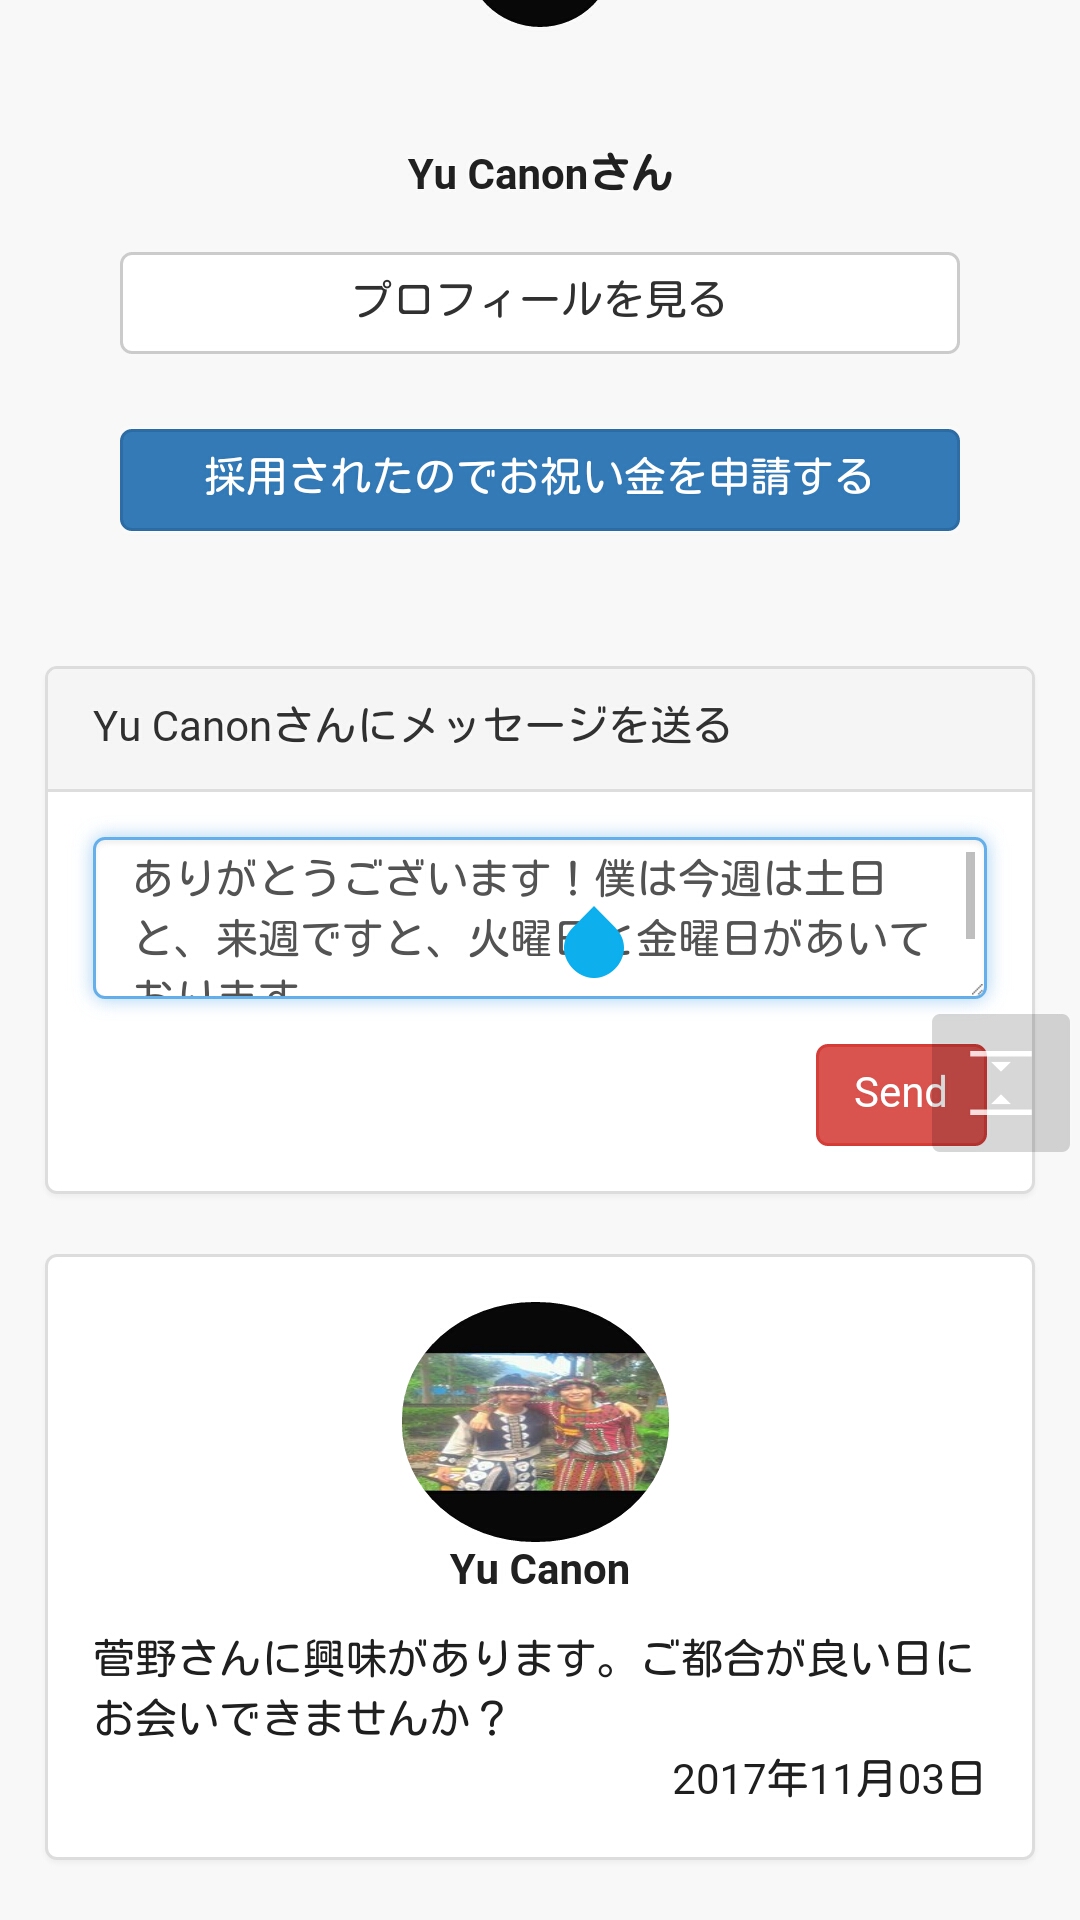 Yu Canonさん
プロフィールを見る
採用されたのでお祝い金を申請する
Yu Canonさんにメッセージを送る
ありがとうございます！僕は今週は土日
と、来週ですと、火曜日と金曜日があいて
おります
Send
Yu Canon
菅野さんに興味があります。ご都合が良い日に
お会いできませんか？
2017年11月03日